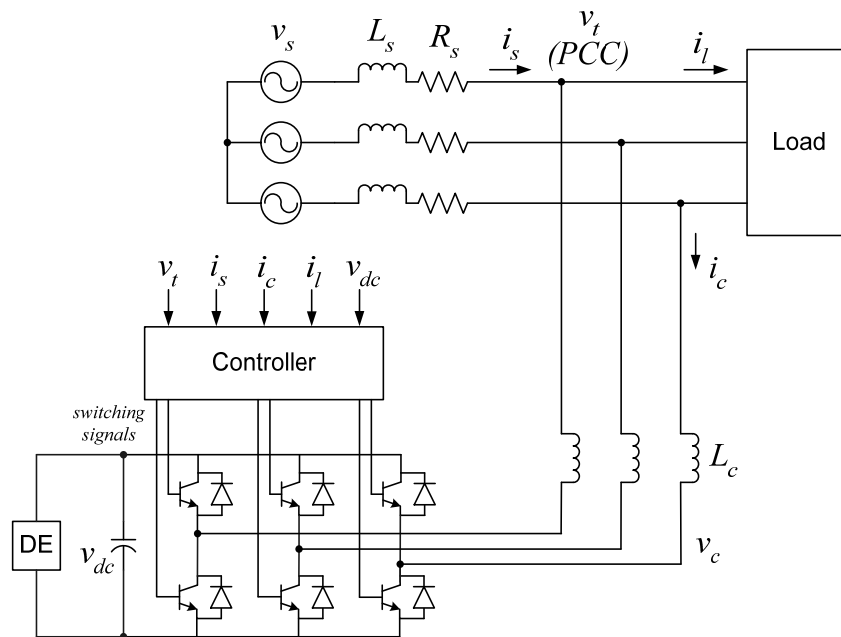 v_s
L_s
R_s
i_s
v_t
(PCC)
i_l
Load
i_c
v_t
i_s
i_c
i_l
v_dc
Controller
switching
signals
L_c
DE
v_dc
v_c